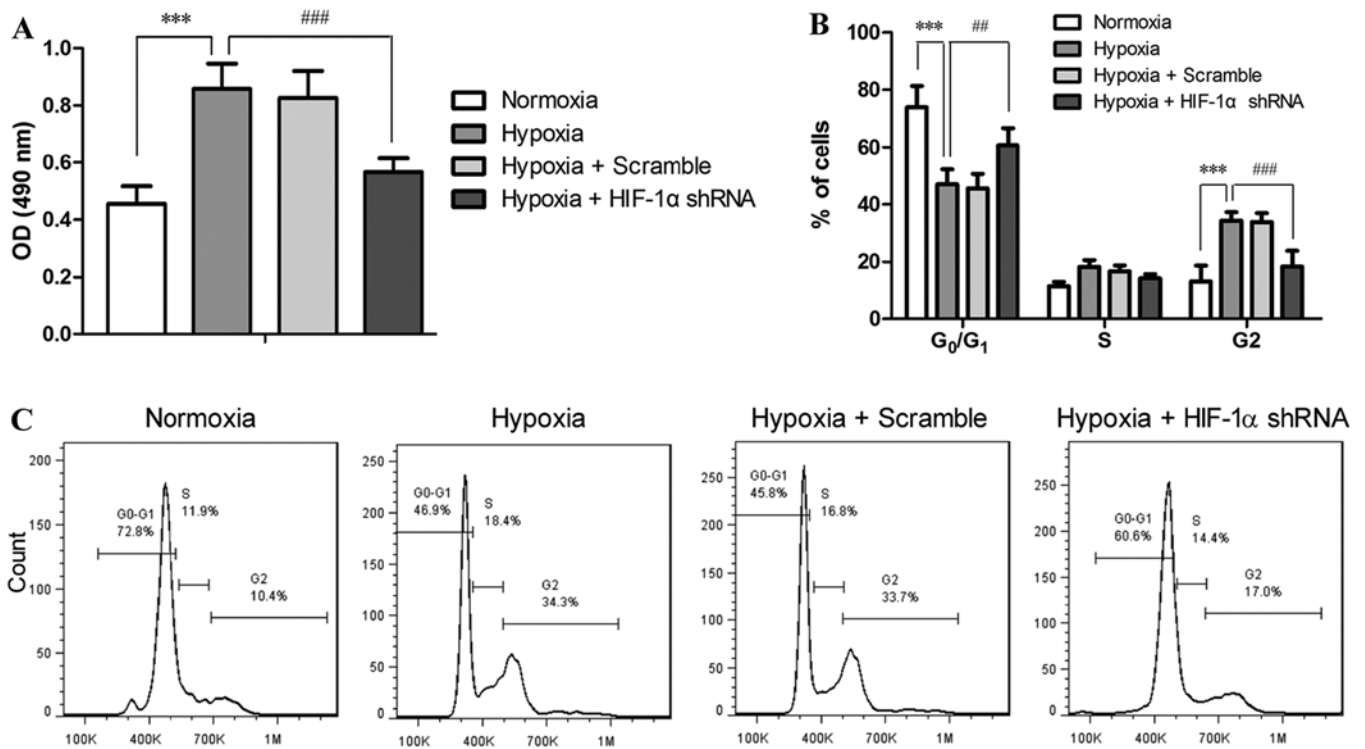 A
***
###
OD (490 nm)
1.0
0.8
0.6
0.4
0.2
0.0
Normoxia
Hypoxia
Hypoxia + Scramble
Hypoxia + HIF-1α shRNA
B
***
##
***
###
% of cells
100
80
60
40
20
0
G₀/G₁
S
G2
Normoxia
Hypoxia
Hypoxia + Scramble
Hypoxia + HIF-1α shRNA
C
Normoxia
Count
200
150
100
50
0
G0-G1
72.8%
S
11.9%
G2
10.4%
100K 400K 700K 1M
Hypoxia
250
200
150
100
50
0
G0-G1
46.9%
S
18.4%
G2
34.3%
100K 400K 700K 1M
Hypoxia + Scramble
250
200
150
100
50
0
G0-G1
45.8%
S
16.8%
G2
33.7%
100K 400K 700K 1M
Hypoxia + HIF-1α shRNA
250
200
150
100
50
0
G0-G1
60.6%
S
14.4%
G2
17.0%
100K 400K 700K 1M